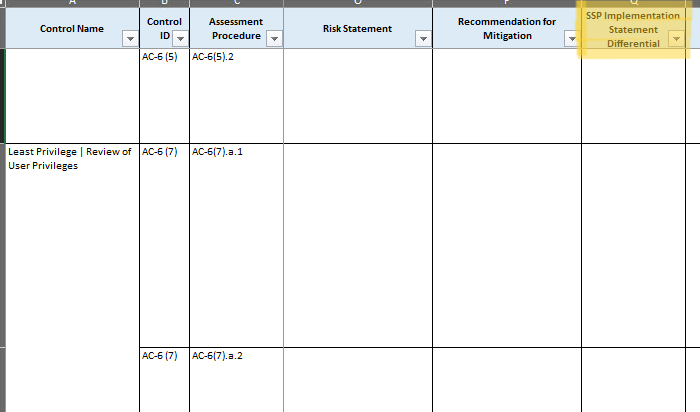 A B C O P Q
Control Name
Control
ID
Assessment
Procedure
Risk Statement
Recommendation for
Mitigation
SSP Implementation
Statement
Differential
AC-6 (5)
AC-6(5).2
Least Privilege | Review of
User Privileges
AC-6 (7)
AC-6(7).a.1
AC-6 (7)
AC-6(7).a.2